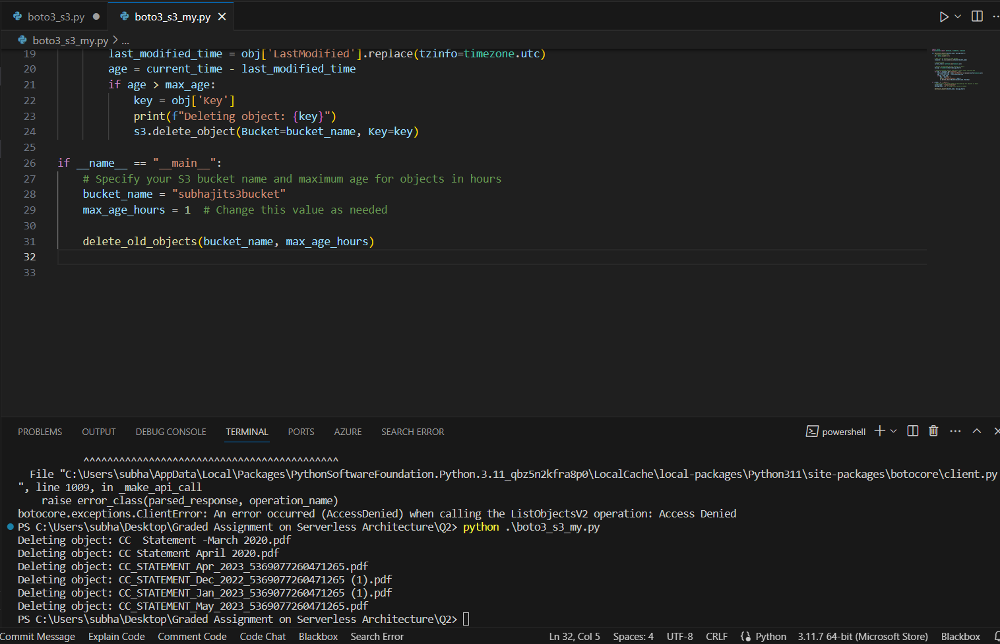 boto3_s3.py
boto3_s3_my.py
boto3_s3_my.py > ...
19 last_modified_time = obj['LastModified'].replace(tzinfo=timezone.utc)
20 age = current_time - last_modified_time
21 if age > max_age:
22 key = obj['Key']
23 print(f"Deleting object: {key}")
24 s3.delete_object(Bucket=bucket_name, Key=key)
25
26 if __name__ == "__main__":
27 # Specify your S3 bucket name and maximum age for objects in hours
28 bucket_name = "subhajits3bucket"
29 max_age_hours = 1  # Change this value as needed
30
31 delete_old_objects(bucket_name, max_age_hours)
32
33
PROBLEMS OUTPUT DEBUG CONSOLE TERMINAL PORTS AZURE SEARCH ERROR powershell
^^^^^^^^^^^^^^^^^^^^^^^^^^^^^^^^^^^^^^^^^^^
File "C:\Users\subha\AppData\Local\Packages\PythonSoftwareFoundation.Python.3.11_qbz5n2kfra8p0\LocalCache\local-packages\Python311\site-packages\botocore\client.py
", line 1009, in _make_api_call
raise error_class(parsed_response, operation_name)
botocore.exceptions.ClientError: An error occurred (AccessDenied) when calling the ListObjectsV2 operation: Access Denied
PS C:\Users\subha\Desktop\Graded Assignment on Serverless Architecture\Q2> python .\boto3_s3_my.py
Deleting object: CC  Statement -March 2020.pdf
Deleting object: CC Statement April 2020.pdf
Deleting object: CC_STATEMENT_Apr_2023_5369077260471265.pdf
Deleting object: CC_STATEMENT_Dec_2022_5369077260471265 (1).pdf
Deleting object: CC_STATEMENT_Jan_2023_5369077260471265 (1).pdf
Deleting object: CC_STATEMENT_May_2023_5369077260471265.pdf
PS C:\Users\subha\Desktop\Graded Assignment on Serverless Architecture\Q2>
Commit Message Explain Code Comment Code Code Chat Blackbox Search Error Ln 32, Col 5 Spaces: 4 UTF-8 CRLF Python 3.11.7 64-bit (Microsoft Store) Blackbox